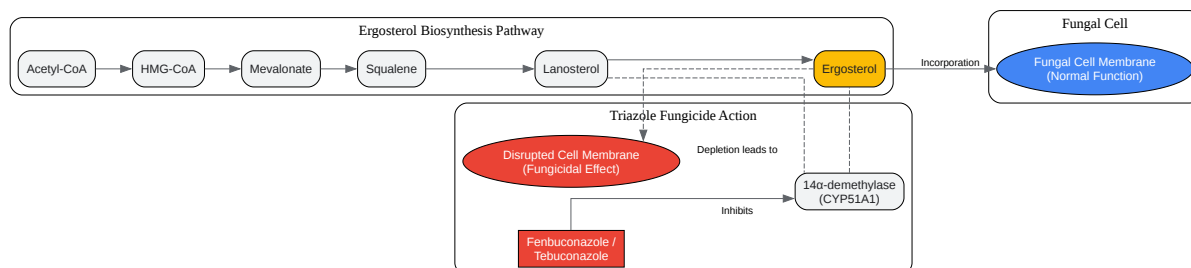 Ergosterol Biosynthesis Pathway
Fungal Cell
Acetyl-CoA
HMG-CoA
Mevalonate
Squalene
Lanosterol
Ergosterol
Incorporation
Fungal Cell Membrane
(Normal Function)
Triazole Fungicide Action
Disrupted Cell Membrane
(Fungicidal Effect)
Depletion leads to
14α-demethylase
(CYP51A1)
Inhibits
Fenbuconazole /
Tebuconazole